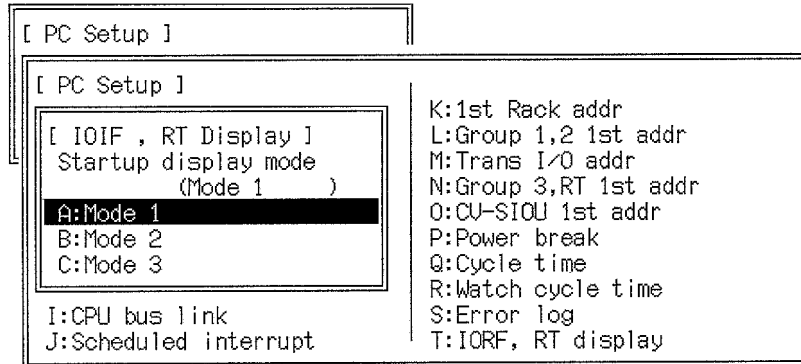 [ PC Setup ]
[ PC Setup ]
[ IOIF , RT Display ]
Startup display mode
(Mode 1 )
A:Mode 1
B:Mode 2
C:Mode 3
I:CPU bus link
J:Scheduled interrupt
K:1st Rack addr
L:Group 1,2 1st addr
M:Trans I/O addr
N:Group 3,RT 1st addr
O:CV-SIOU 1st addr
P:Power break
Q:Cycle time
R:Watch cycle time
S:Error log
T:IORF, RT display